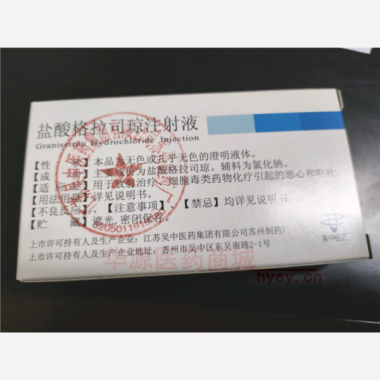 盐酸格拉司琼注射液
Granisetron Hydrochloride Injection
【性 状】本品为无色或几乎无色的澄明液体。
【成 份】主要成份为盐酸格拉司琼。辅料为氯化钠。
【适应症】用于放射治疗、细胞毒类药物化疗引起的恶心和呕吐。
【用法用量】详见说明书。
【不良反应】、【注意事项】、【禁忌】均详见说明书。
【贮 藏】避光,密闭保存。
上市许可持有人及生产企业:江苏吴中医药集团有限公司苏州制药厂
上市许可持有人及生产企业地址:苏州市吴中区东吴南路2-1号
华源医药商城
hyey.cn